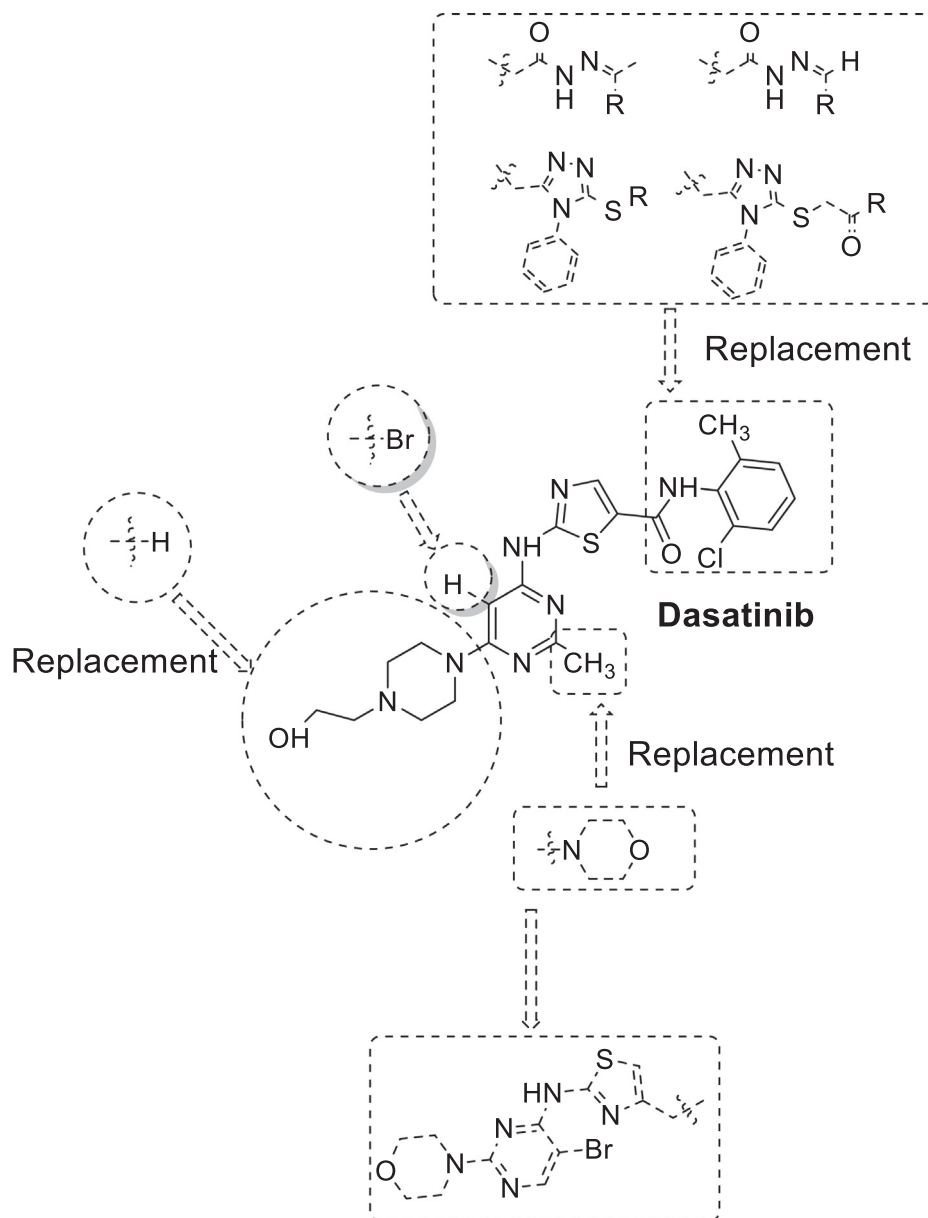 O O
N N H
N N
H R H R
N N N N
N S R N S R
O
Replacement
Br CH₃
H N NH
NH S O Cl
H N Dasatinib
Replacement N N CH₃
N
OH
Replacement
N O
S
HN N
N Br
O N N